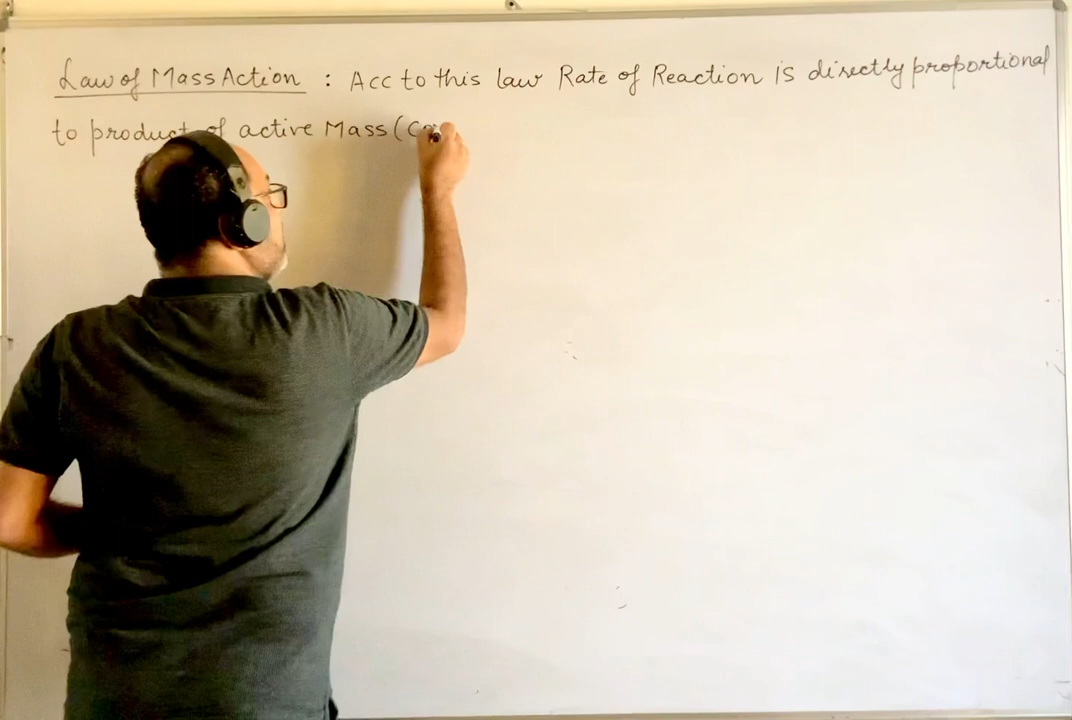 Law of Mass Action : Acc to this law Rate of Reaction is directly proportional
to product of active Mass (C